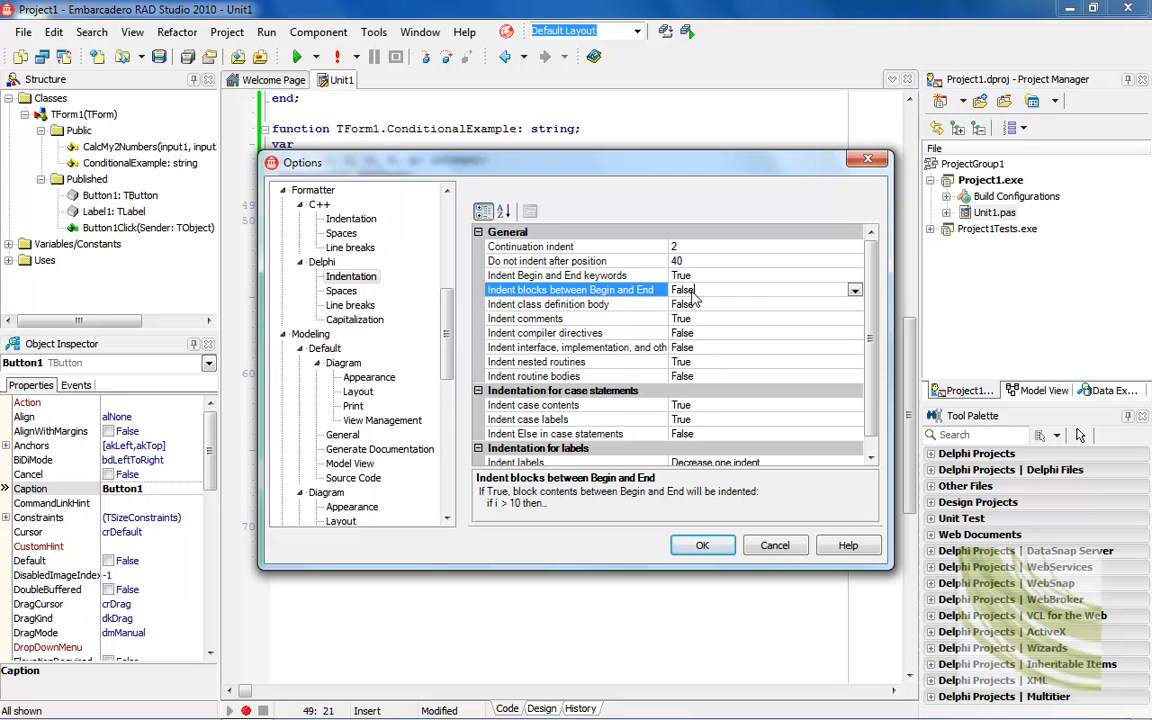 Project1 - Embarcadero RAD Studio 2010 - Unit1
File Edit Search View Refactor Project Run Component Tools Window Help
Default Layout
Structure
Classes
TForm1(TForm)
Public
CalcMy2Numbers(input1, input
ConditionalExample: string
Published
Button1: TButton
Label1: TLabel
Button1Click(Sender: TObject)
Variables/Constants
Uses
Object Inspector
Button1 TButton
Properties Events
Action
Align alNone
AlignWithMargins False
Anchors [akLeft,akTop]
BiDiMode bdLeftToRight
Cancel False
Caption Button1
CommandLinkHint
Constraints (TSizeConstraints)
Cursor crDefault
CustomHint
Default False
DisabledImageIndex -1
DoubleBuffered False
DragCursor crDrag
DragKind dkDrag
DragMode dmManual
DropDownMenu
Caption
All shown
Welcome Page Unit1
end;
function TForm1.ConditionalExample: string;
var
50
60
70
Options
Formatter
C++
Indentation
Spaces
Line breaks
Delphi
Indentation
Spaces
Line breaks
Capitalization
Modeling
Default
Diagram
Appearance
Layout
Print
View Management
General
Generate Documentation
Model View
Source Code
Diagram
Appearance
Layout
General
Continuation indent 2
Do not indent after position 40
Indent Begin and End keywords True
Indent blocks between Begin and End False
Indent class definition body False
Indent comments True
Indent compiler directives False
Indent interface, implementation, and oth False
Indent nested routines True
Indent routine bodies False
Indentation for case statements
Indent case contents True
Indent case labels True
Indent Else in case statements False
Indentation for labels
Indent labels Decrease one indent
Indent blocks between Begin and End
If True, block contents between Begin and End will be indented:
if i > 10 then...
OK Cancel Help
49: 21 Insert Modified Code Design History
Project1.dproj - Project Manager
File
ProjectGroup1
Project1.exe
Build Configurations
Unit1.pas
Project1Tests.exe
Project1... Model View Data Ex...
Tool Palette
Search
Delphi Projects
Delphi Projects | Delphi Files
Other Files
Design Projects
Unit Test
Web Documents
Delphi Projects | DataSnap Server
Delphi Projects | WebServices
Delphi Projects | WebSnap
Delphi Projects | WebBroker
Delphi Projects | VCL for the Web
Delphi Projects | ActiveX
Delphi Projects | Wizards
Delphi Projects | Inheritable Items
Delphi Projects | XML
Delphi Projects | Multitier